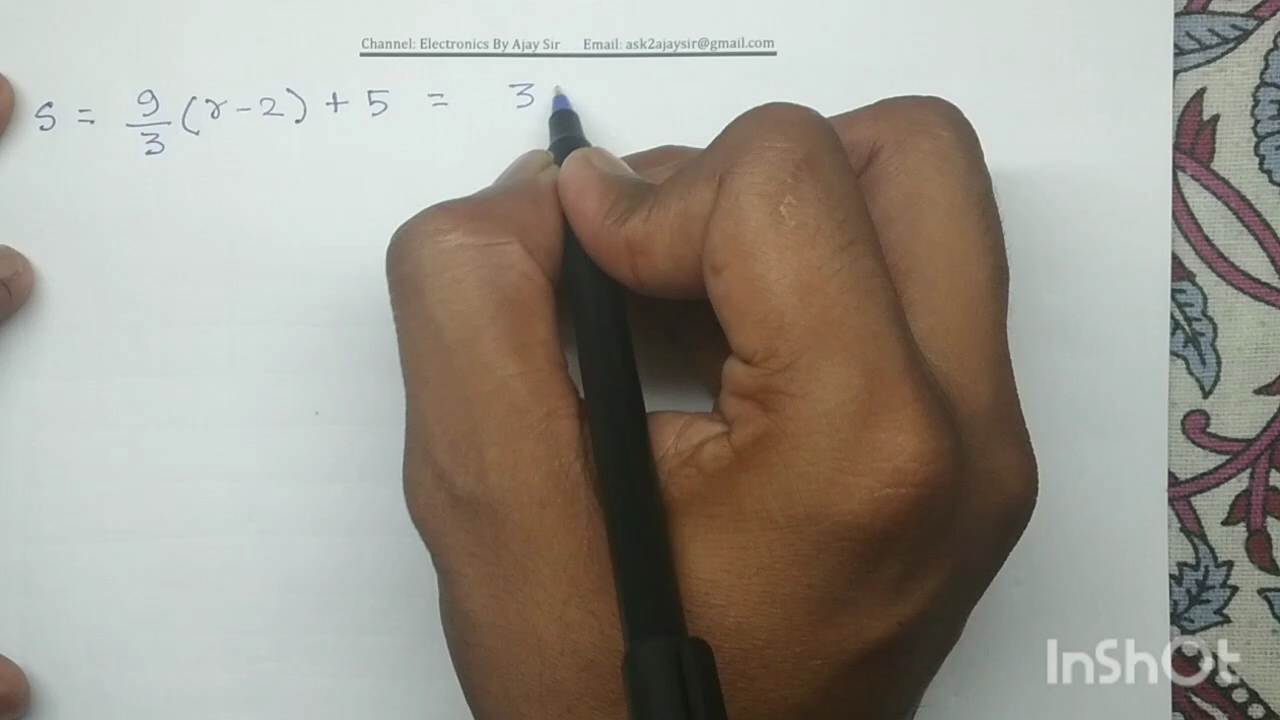 Channel: Electronics By Ajay Sir Email: ask2ajaysir@gmail.com
S = 9/3 (r - 2) + 5 = 3
InShOt